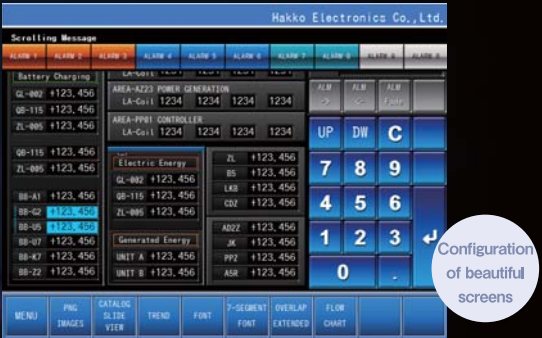 Hakko Electronics Co.,Ltd.
Scrolling Message
ALARM 1 ALARM 2 ALARM 3 ALARM 4 ALARM 5 ALARM 6 ALARM 7 ALARM 8 ALARM 9 ALARM
Battery Charging
GL-002 +123,456
QB-115 +123,456
ZL-005 +123,456
QB-115 +123,456
ZL-005 +123,456
BB-A1 +123,456
BB-G2 +123,456
BB-U5 +123,456
BB-U7 +123,456
BB-K7 +123,456
BB-Z2 +123,456
AREA-AZ23 POWER GENERATION
LA-Coil 1234 1234 1234 1234
AREA-PP01 CONTROLLER
LA-Coil 1234 1234 1234 1234
Electric Energy
GL-002 +123,456
QB-115 +123,456
ZL-005 +123,456
Generated Energy
UNIT A +123,456
UNIT B +123,456
ZL +123,456
B5 +123,456
LKB +123,456
CDZ +123,456
AD22 +123,456
JK +123,456
PPZ +123,456
ASR +123,456
ALM ALM ALM
-> <-
UP DW C
7 8 9
4 5 6
1 2 3
0 .
Configuration
of beautiful
screens
MENU
PNG
IMAGES
CATALOG
SLIDE
VIEW
TREND
FONT
7-SEGMENT
FONT
OVERLAP
EXTENDED
FLOW
CHART